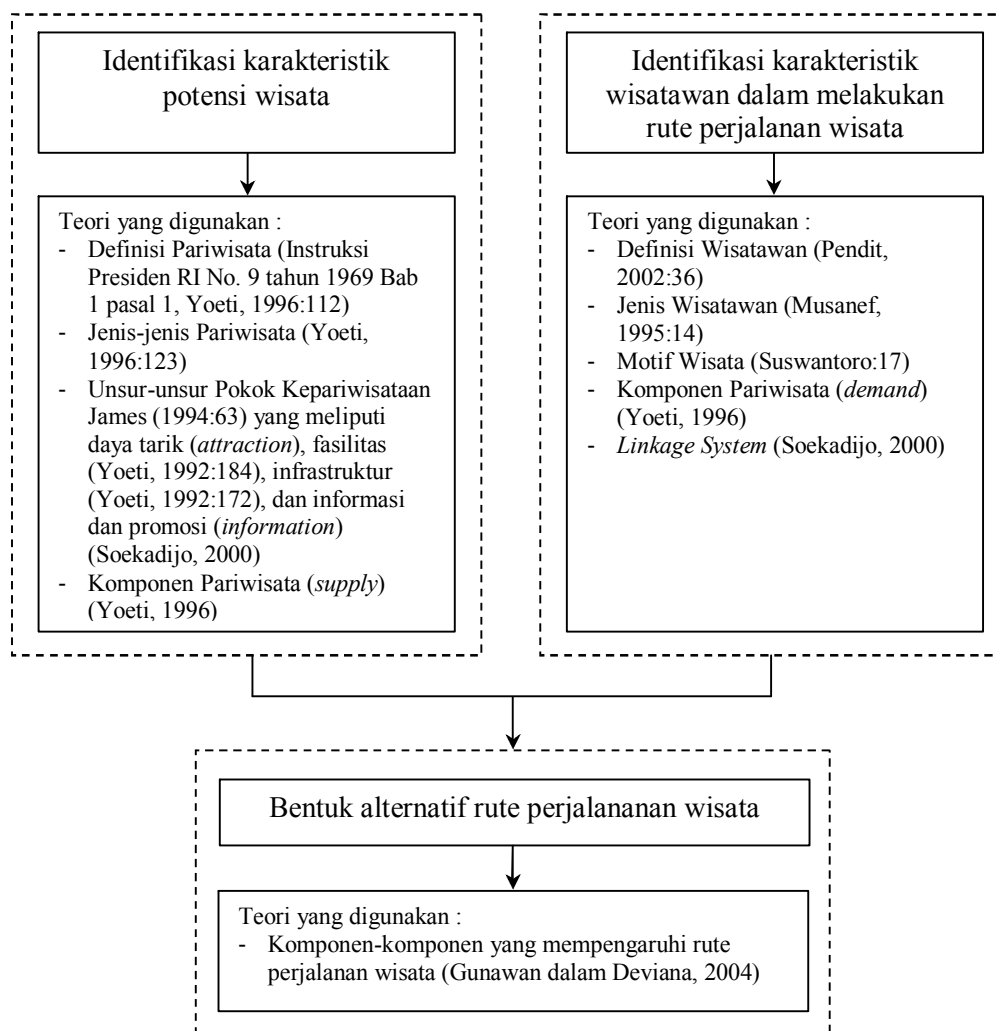 Identifikasi karakteristik
potensi wisata
Teori yang digunakan :
- Definisi Pariwisata (Instruksi
Presiden RI No. 9 tahun 1969 Bab
1 pasal 1, Yoeti, 1996:112)
- Jenis-jenis Pariwisata (Yoeti,
1996:123)
- Unsur-unsur Pokok Kepariwisataan
James (1994:63) yang meliputi
daya tarik (attraction), fasilitas
(Yoeti, 1992:184), infrastruktur
(Yoeti, 1992:172), dan informasi
dan promosi (information)
(Soekadijo, 2000)
- Komponen Pariwisata (supply)
(Yoeti, 1996)
Identifikasi karakteristik
wisatawan dalam melakukan
rute perjalanan wisata
Teori yang digunakan :
- Definisi Wisatawan (Pendit,
2002:36)
- Jenis Wisatawan (Musanef,
1995:14)
- Motif Wisata (Suswantoro:17)
- Komponen Pariwisata (demand)
(Yoeti, 1996)
- Linkage System (Soekadijo, 2000)
Bentuk alternatif rute perjalananan wisata
Teori yang digunakan :
- Komponen-komponen yang mempengaruhi rute
perjalanan wisata (Gunawan dalam Deviana, 2004)